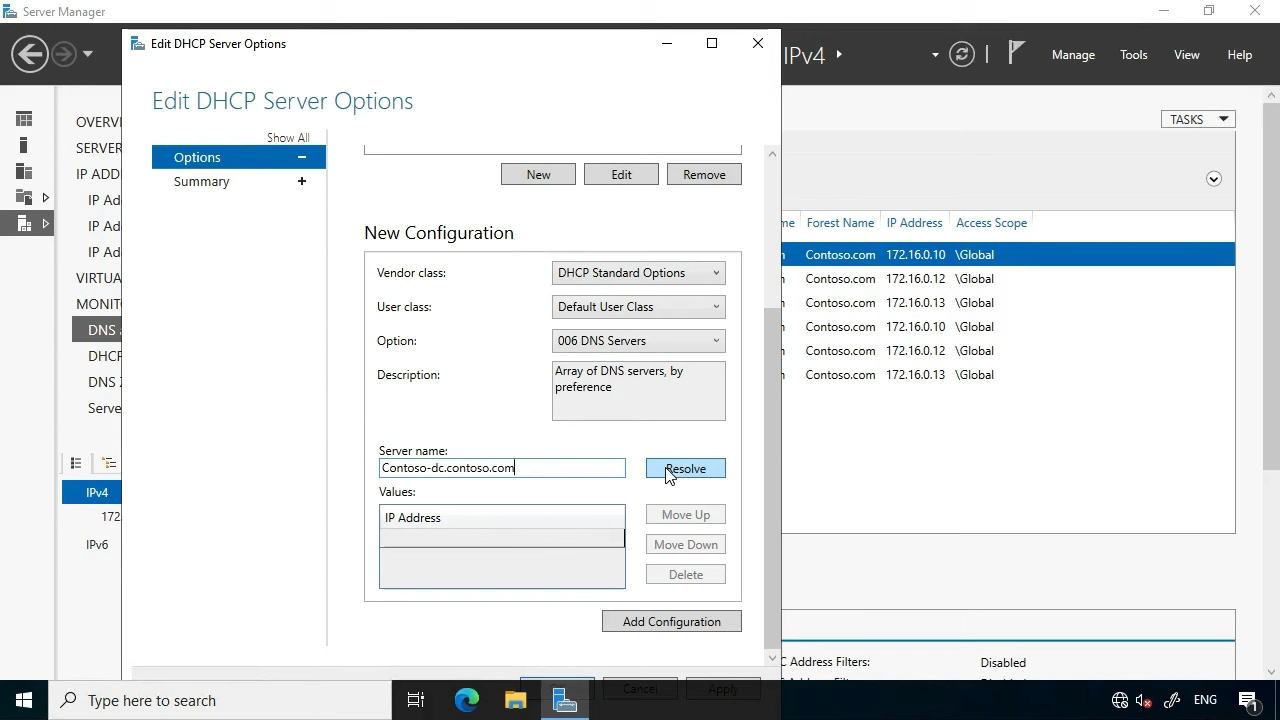 Server Manager
Edit DHCP Server Options
IPv4
Manage
Tools
View
Help
Edit DHCP Server Options
Show All
Options
Summary
OVERV
SERVER
IP ADD
IP Ad
IP Ad
IP Ad
VIRTUA
MONIT
DNS
DHCP
DNS Z
Serve
IPv4
172
IPv6
New
Edit
Remove
New Configuration
Vendor class:
DHCP Standard Options
User class:
Default User Class
Option:
006 DNS Servers
Description:
Array of DNS servers, by
preference
Server name:
Contoso-dc.contoso.com
Resolve
Values:
IP Address
Move Up
Move Down
Delete
Add Configuration
Cancel
Apply
TASKS
me Forest Name IP Address Access Scope
Contoso.com 172.16.0.10 \Global
Contoso.com 172.16.0.12 \Global
Contoso.com 172.16.0.13 \Global
Contoso.com 172.16.0.10 \Global
Contoso.com 172.16.0.12 \Global
Contoso.com 172.16.0.13 \Global
C Address Filters: Disabled
Type here to search
ENG
1